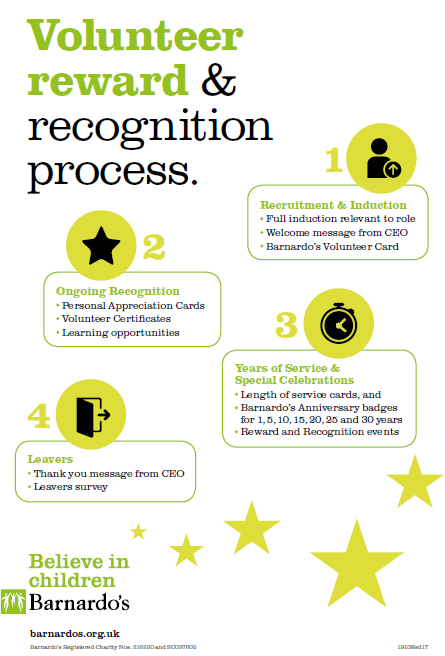 Volunteer
reward &
recognition
process.
1
Recruitment & Induction
• Full induction relevant to role
• Welcome message from CEO
• Barnardo's Volunteer Card
2
Ongoing Recognition
• Personal Appreciation Cards
• Volunteer Certificates
• Learning opportunities
3
Years of Service &
Special Celebrations
• Length of service cards, and
• Barnardo's Anniversary badges
for 1, 5, 10, 15, 20, 25 and 30 years
• Reward and Recognition events
4
Leavers
• Thank you message from CEO
• Leavers survey
Believe in
children
Barnardo's
barnardos.org.uk
Barnardo's Registered Charity Nos. 216250 and SC037605
19538ed17